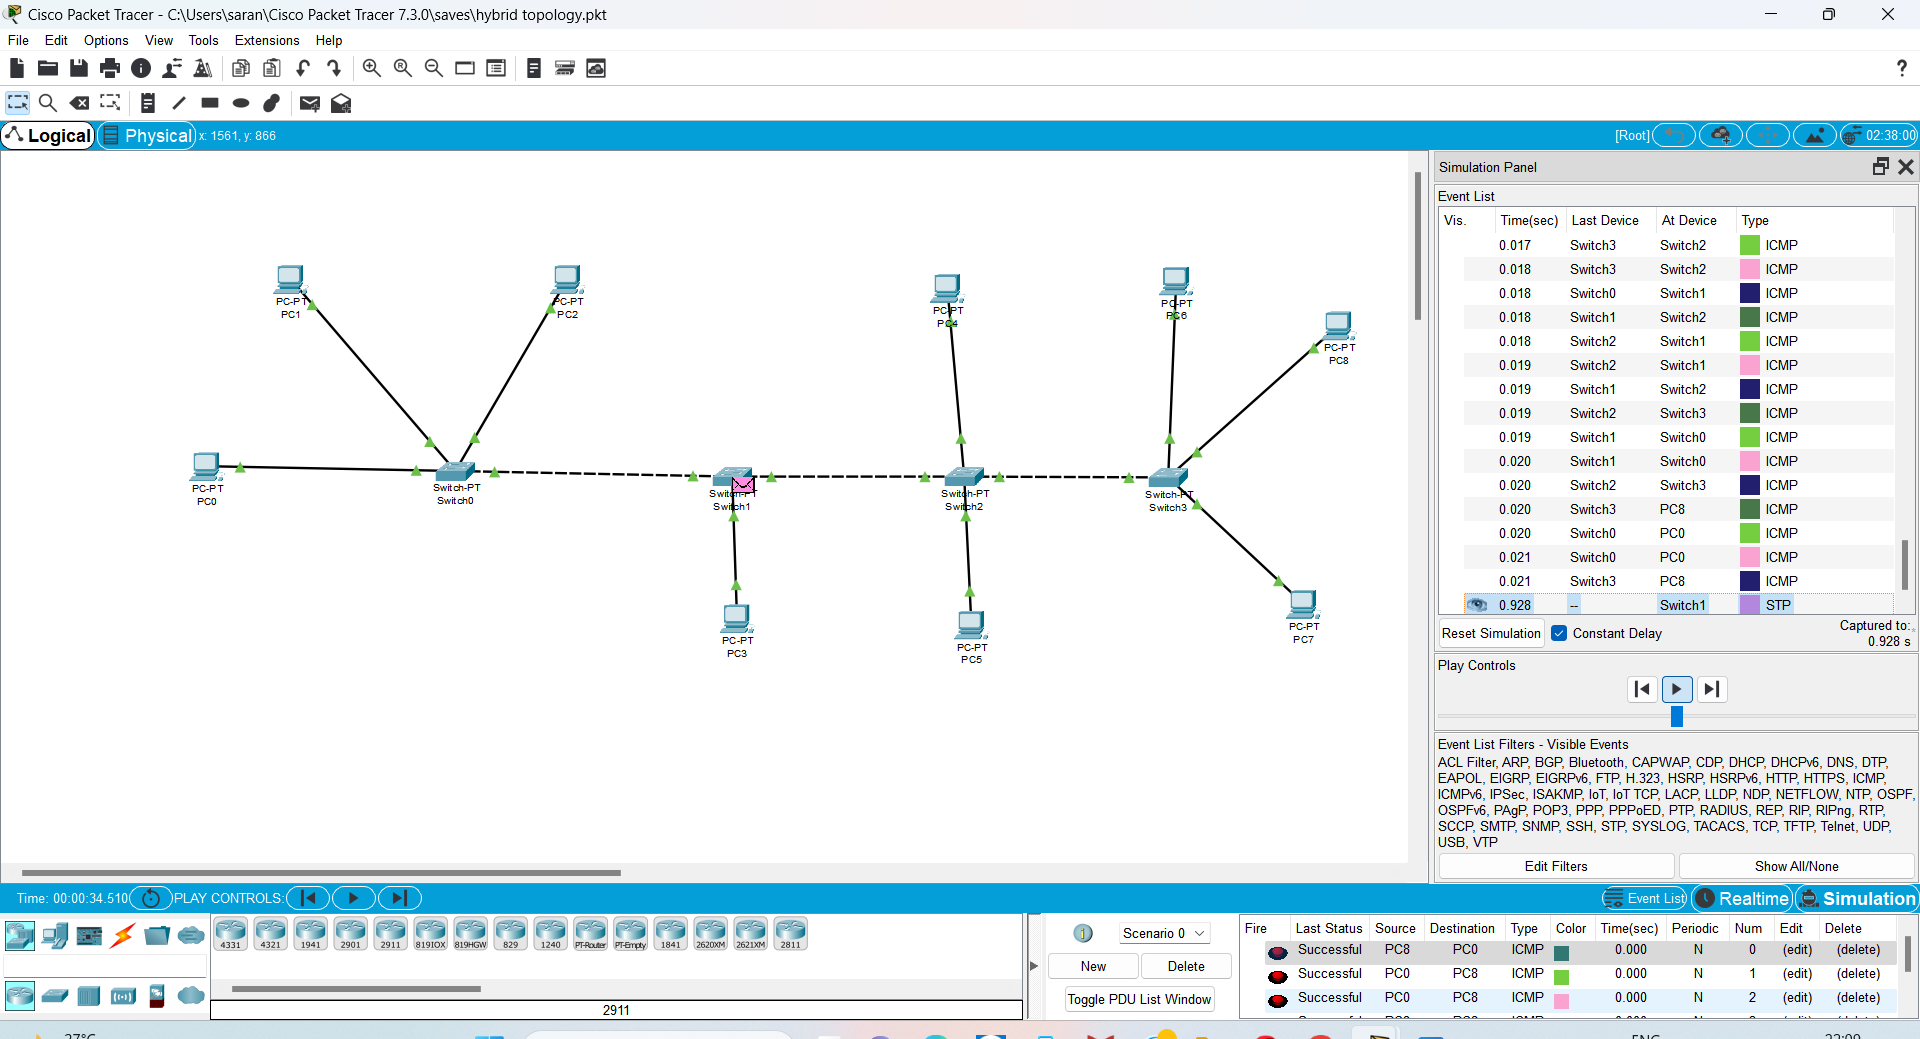 Cisco Packet Tracer - C:\Users\saran\Cisco Packet Tracer 7.3.0\saves\hybrid topology.pkt
File Edit Options View Tools Extensions Help
?
Logical Physical x: 1561, y: 866 [Root] 02:38:00
Simulation Panel
Event List
Vis. Time(sec) Last Device At Device Type
0.017 Switch3 Switch2 ICMP
0.018 Switch3 Switch2 ICMP
0.018 Switch0 Switch1 ICMP
0.018 Switch1 Switch2 ICMP
0.018 Switch2 Switch1 ICMP
0.019 Switch2 Switch1 ICMP
0.019 Switch1 Switch2 ICMP
0.019 Switch2 Switch3 ICMP
0.019 Switch1 Switch0 ICMP
0.020 Switch1 Switch0 ICMP
0.020 Switch2 Switch3 ICMP
0.020 Switch3 PC8 ICMP
0.020 Switch0 PC0 ICMP
0.021 Switch0 PC0 ICMP
0.021 Switch3 PC8 ICMP
0.928 -- Switch1 STP
PC-PT
PC1
PC-PT
PC2
PC-PT
PC4
PC-PT
PC6
PC-PT
PC8
PC-PT
PC0
Switch-PT
Switch0
Switch-PT
Switch1
Switch-PT
Switch2
Switch-PT
Switch3
PC-PT
PC3
PC-PT
PC5
PC-PT
PC7
Reset Simulation Constant Delay Captured to:
0.928 s
Play Controls
Event List Filters - Visible Events
ACL Filter, ARP, BGP, Bluetooth, CAPWAP, CDP, DHCP, DHCPv6, DNS, DTP,
EAPOL, EIGRP, EIGRPv6, FTP, H.323, HSRP, HSRPv6, HTTP, HTTPS, ICMP,
ICMPv6, IPSec, ISAKMP, IoT, IoT TCP, LACP, LLDP, NDP, NETFLOW, NTP, OSPF,
OSPFv6, PAgP, POP3, PPP, PPPoED, PTP, RADIUS, REP, RIP, RIPng, RTP,
SCCP, SMTP, SNMP, SSH, STP, SYSLOG, TACACS, TCP, TFTP, Telnet, UDP,
USB, VTP
Edit Filters Show All/None
Time: 00:00:34.510 PLAY CONTROLS: Event List Realtime Simulation
4331 4321 1941 2901 2911 819IOX 819HGW 829 1240 PT-Router PT-Empty 1841 2620XM 2621XM 2811
2911
Scenario 0
New Delete
Toggle PDU List Window
Fire Last Status Source Destination Type Color Time(sec) Periodic Num Edit Delete
Successful PC8 PC0 ICMP 0.000 N 0 (edit) (delete)
Successful PC0 PC8 ICMP 0.000 N 1 (edit) (delete)
Successful PC0 PC8 ICMP 0.000 N 2 (edit) (delete)